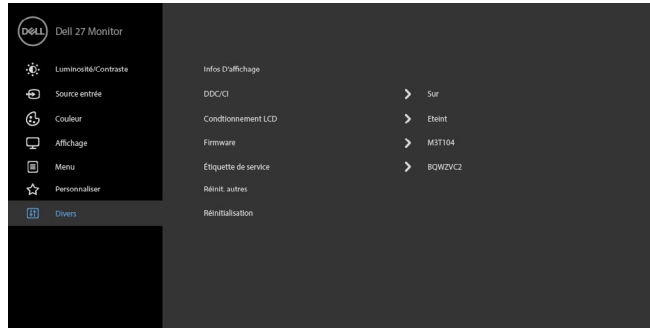 DELL Dell 27 Monitor
Luminosité/Contraste Infos D'affichage
Source entrée DDC/CI Sur
Couleur Condtionnement LCD Eteint
Affichage Firmware M3T104
Menu Étiquette de service BQWZVC2
Personnaliser Réinit. autres
Divers Réinitialisation